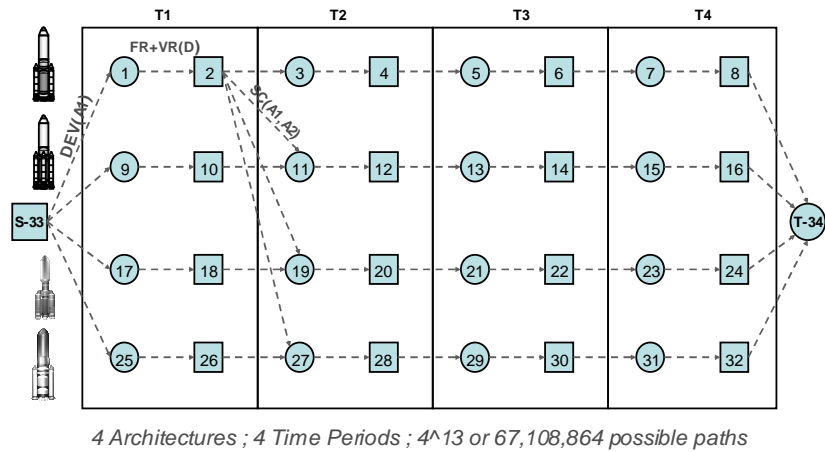 T1 T2 T3 T4
FR+VR(D)
DEV(A1)
SC(A1,A2)
1 2 3 4 5 6 7 8
9 10 11 12 13 14 15 16
S-33 T-34
17 18 19 20 21 22 23 24
25 26 27 28 29 30 31 32
4 Architectures ; 4 Time Periods ; 4^13 or 67,108,864 possible paths